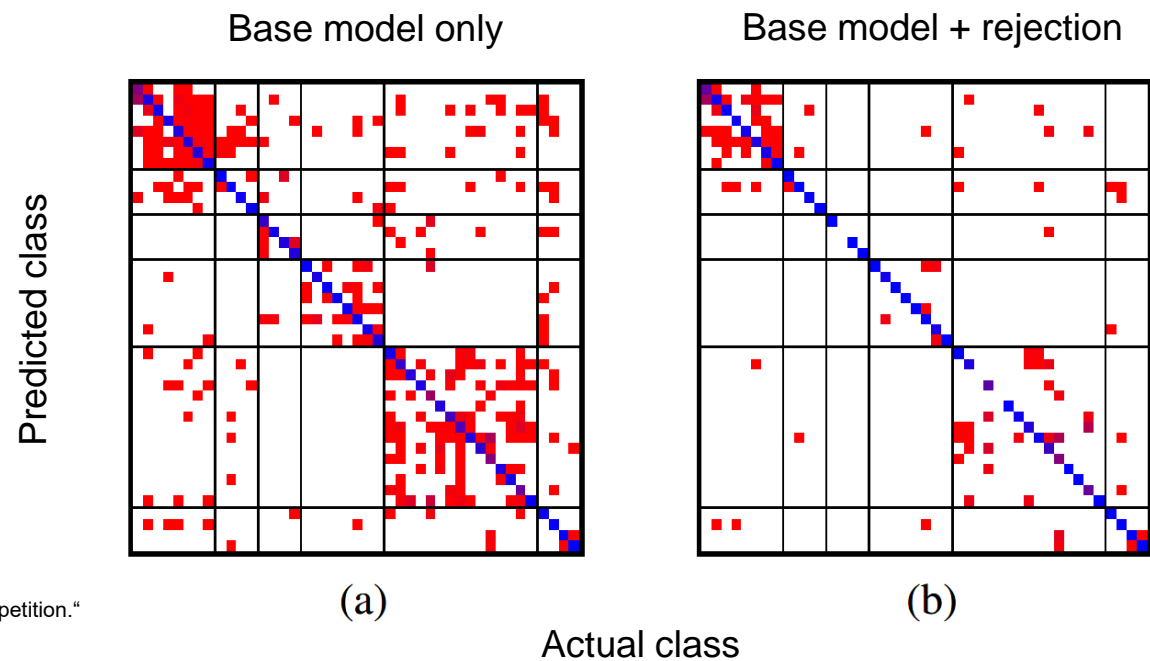 Base model only
Base model + rejection
Predicted class
petition.“
(a)
(b)
Actual class